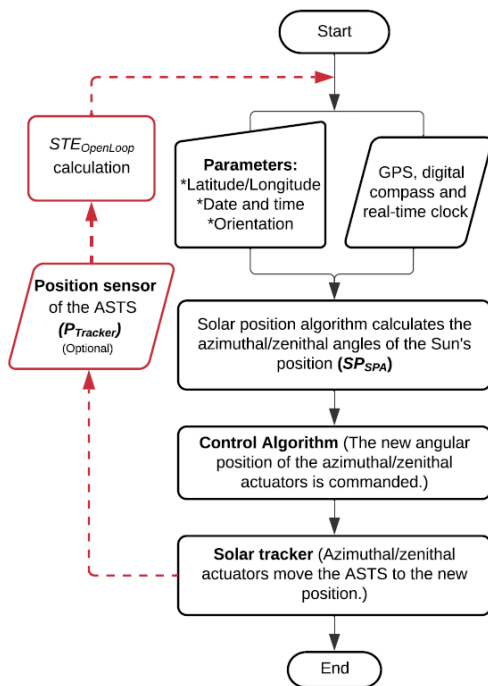 Start
STE_OpenLoop
calculation
Parameters:
*Latitude/Longitude
*Date and time
*Orientation
GPS, digital
compass and
real-time clock
Position sensor
of the ASTS
(P_Tracker)
(Optional)
Solar position algorithm calculates the
azimuthal/zenithal angles of the Sun's
position (SP_SPA)
Control Algorithm (The new angular
position of the azimuthal/zenithal
actuators is commanded.)
Solar tracker (Azimuthal/zenithal
actuators move the ASTS to the new
position.)
End